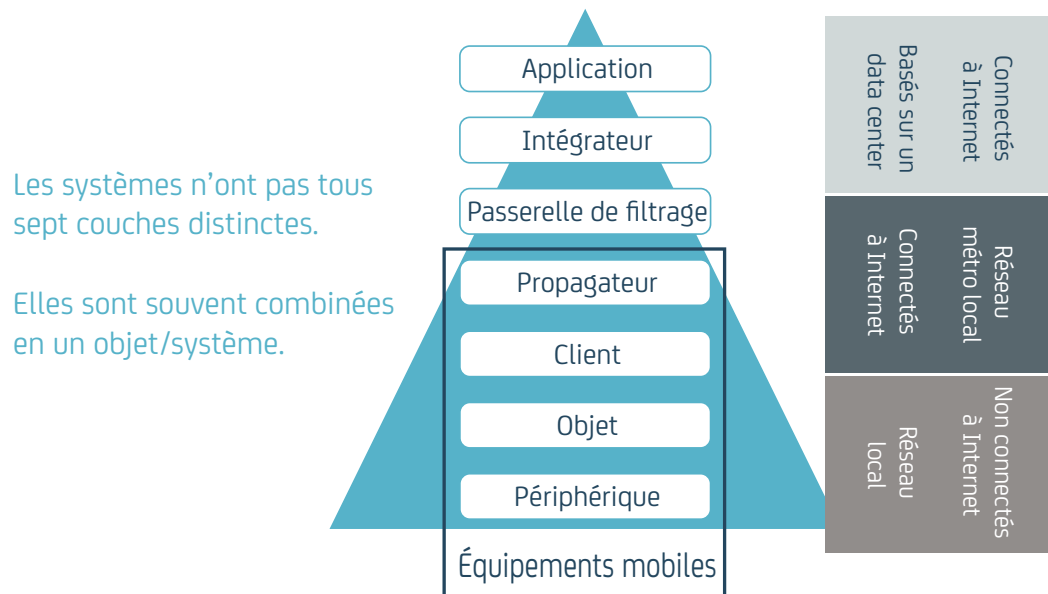 Les systèmes n’ont pas tous
sept couches distinctes.
Elles sont souvent combinées
en un objet/système.
Application
Intégrateur
Passerelle de filtrage
Propagateur
Client
Objet
Périphérique
Équipements mobiles
Connectés
à Internet
Basés sur un
data center
Réseau
métro local
Connectés
à Internet
Non connectés
à Internet
Réseau
local